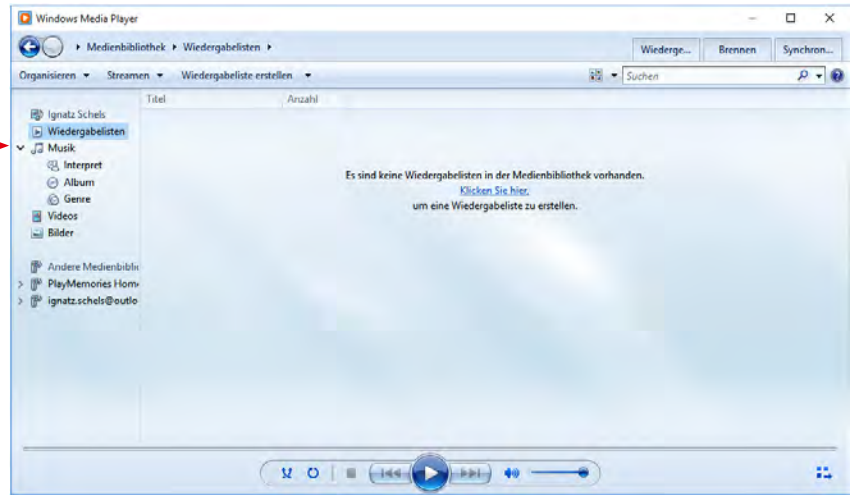 Windows Media Player
Medienbibliothek Wiedergabelisten
Wiederge... Brennen Synchron...
Organisieren Streamen Wiedergabeliste erstellen Suchen
Titel Anzahl
Ignatz Schels
Wiedergabelisten
Musik
Interpret
Album
Genre
Videos
Bilder
Andere Medienbiblio
PlayMemories Home
ignatz.schels@outlo
Es sind keine Wiedergabelisten in der Medienbibliothek vorhanden.
Klicken Sie hier,
um eine Wiedergabeliste zu erstellen.